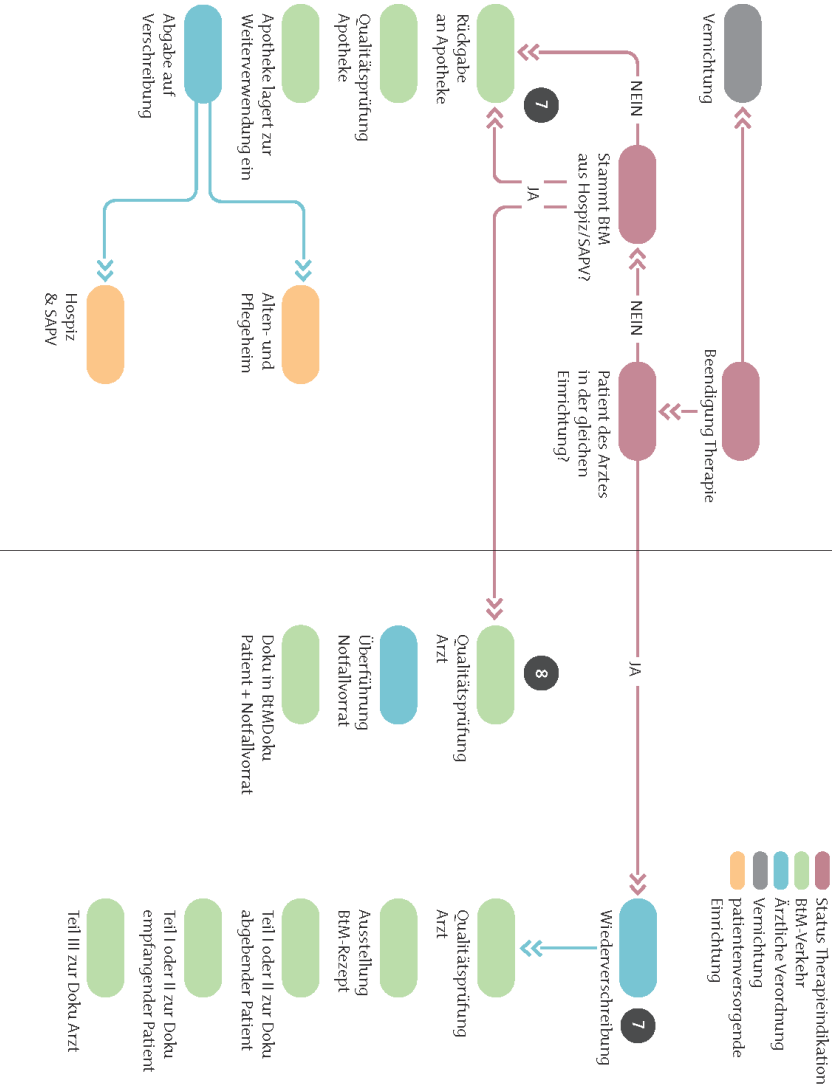 Status Therapieindikation
BtM-Verkehr
Ärztliche Verordnung
Vernichtung
patientenversorgende
Einrichtung
Vernichtung
Beendigung Therapie
NEIN
Stammt BtM
aus Hospiz/SAPV?
NEIN
Patient des Arztes
in der gleichen
Einrichtung?
JA
Wiederverschreibung
7
Rückgabe
an Apotheke
7
JA
Qualitätsprüfung
Arzt
8
Qualitätsprüfung
Arzt
Qualitätsprüfung
Apotheke
Überführung
Notfallvorrat
Ausstellung
BtM-Rezept
Apotheke lagert zur
Weiterverwendung ein
Alten- und
Pflegeheim
Doku in BtMDoku
Patient + Notfallvorrat
Teil I oder II zur Doku
abgebender Patient
Abgabe auf
Verschreibung
Teil I oder II zur Doku
empfangender Patient
Hospiz
& SAPV
Teil III zur Doku Arzt